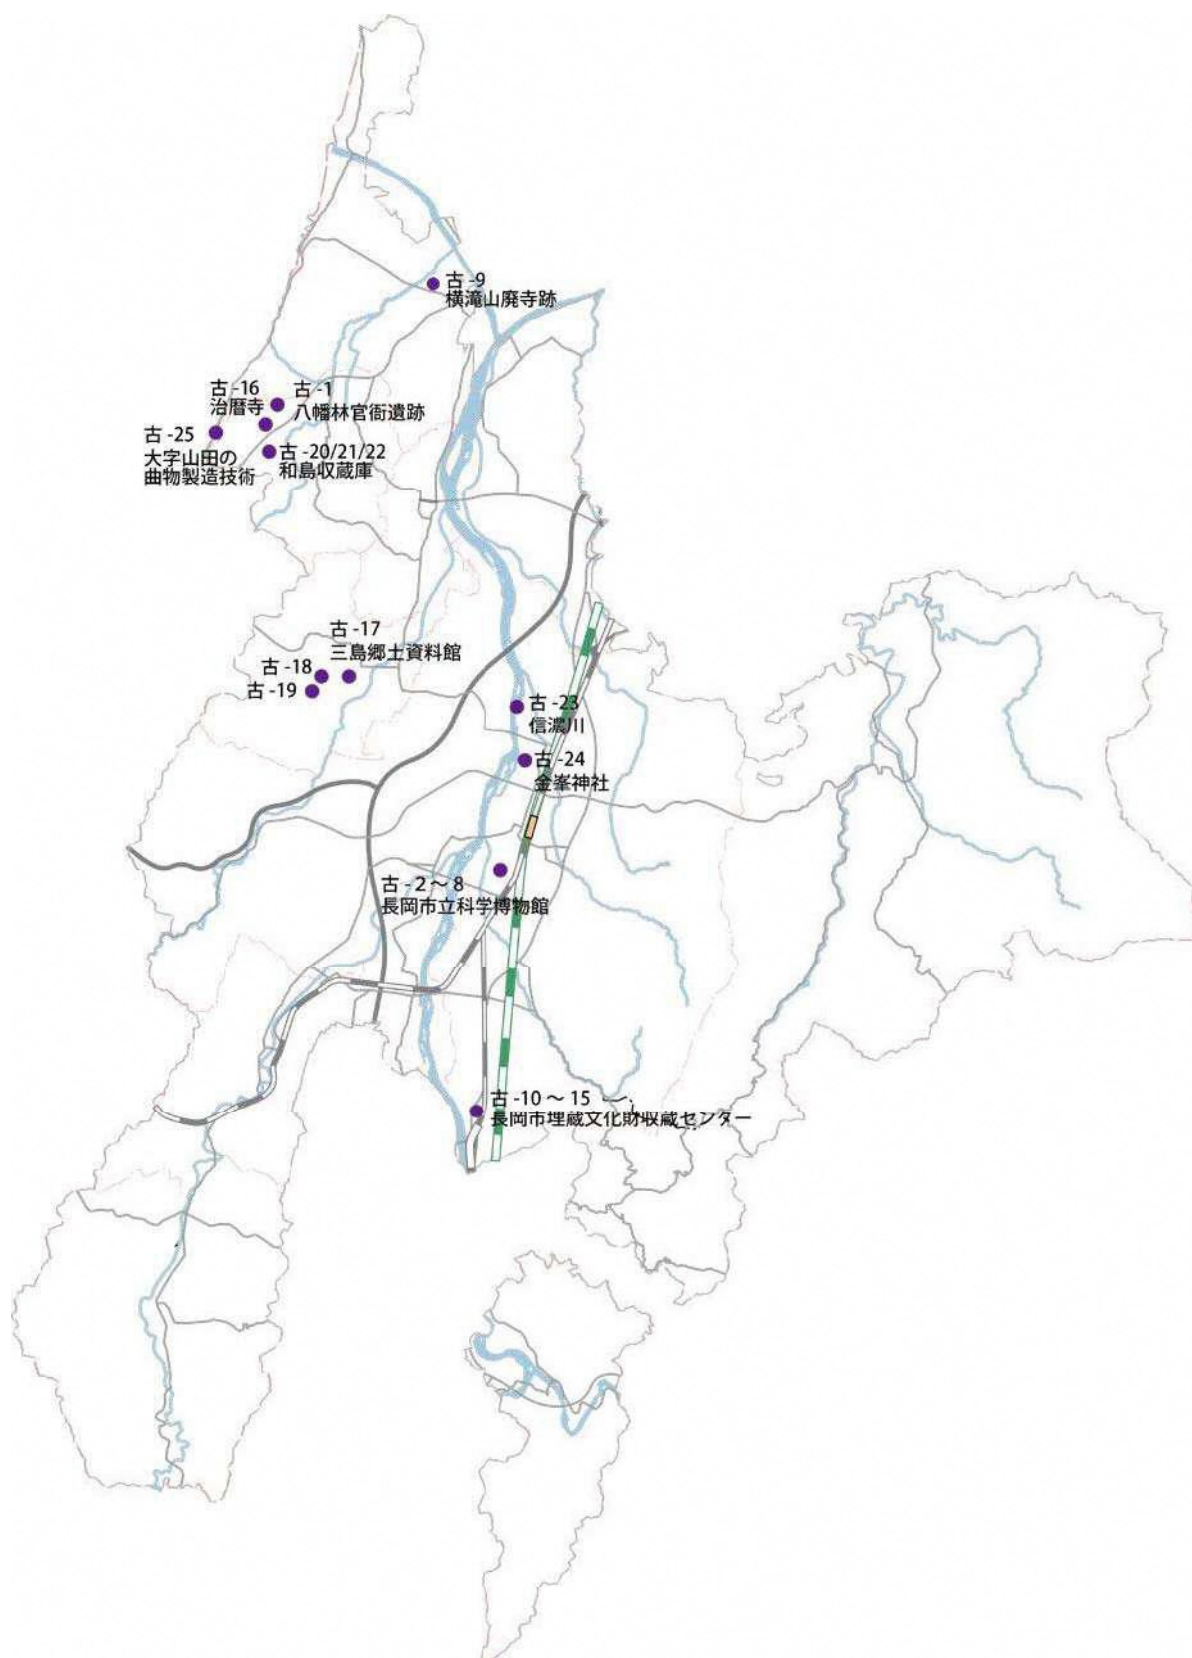 古 -9
横滝山廃寺跡
古 -16
治暦寺
古 -1
八幡林官衙遺跡
古 -25
大字山田の
曲物製造技術
古 -20/21/22
和島収蔵庫
古 -17
三島郷土資料館
古 -18
古 -19
古 -23
信濃川
古 -24
金峯神社
古 - 2 ～ 8
長岡市立科学博物館
古 -10 ～ 15
長岡市埋蔵文化財収蔵センター